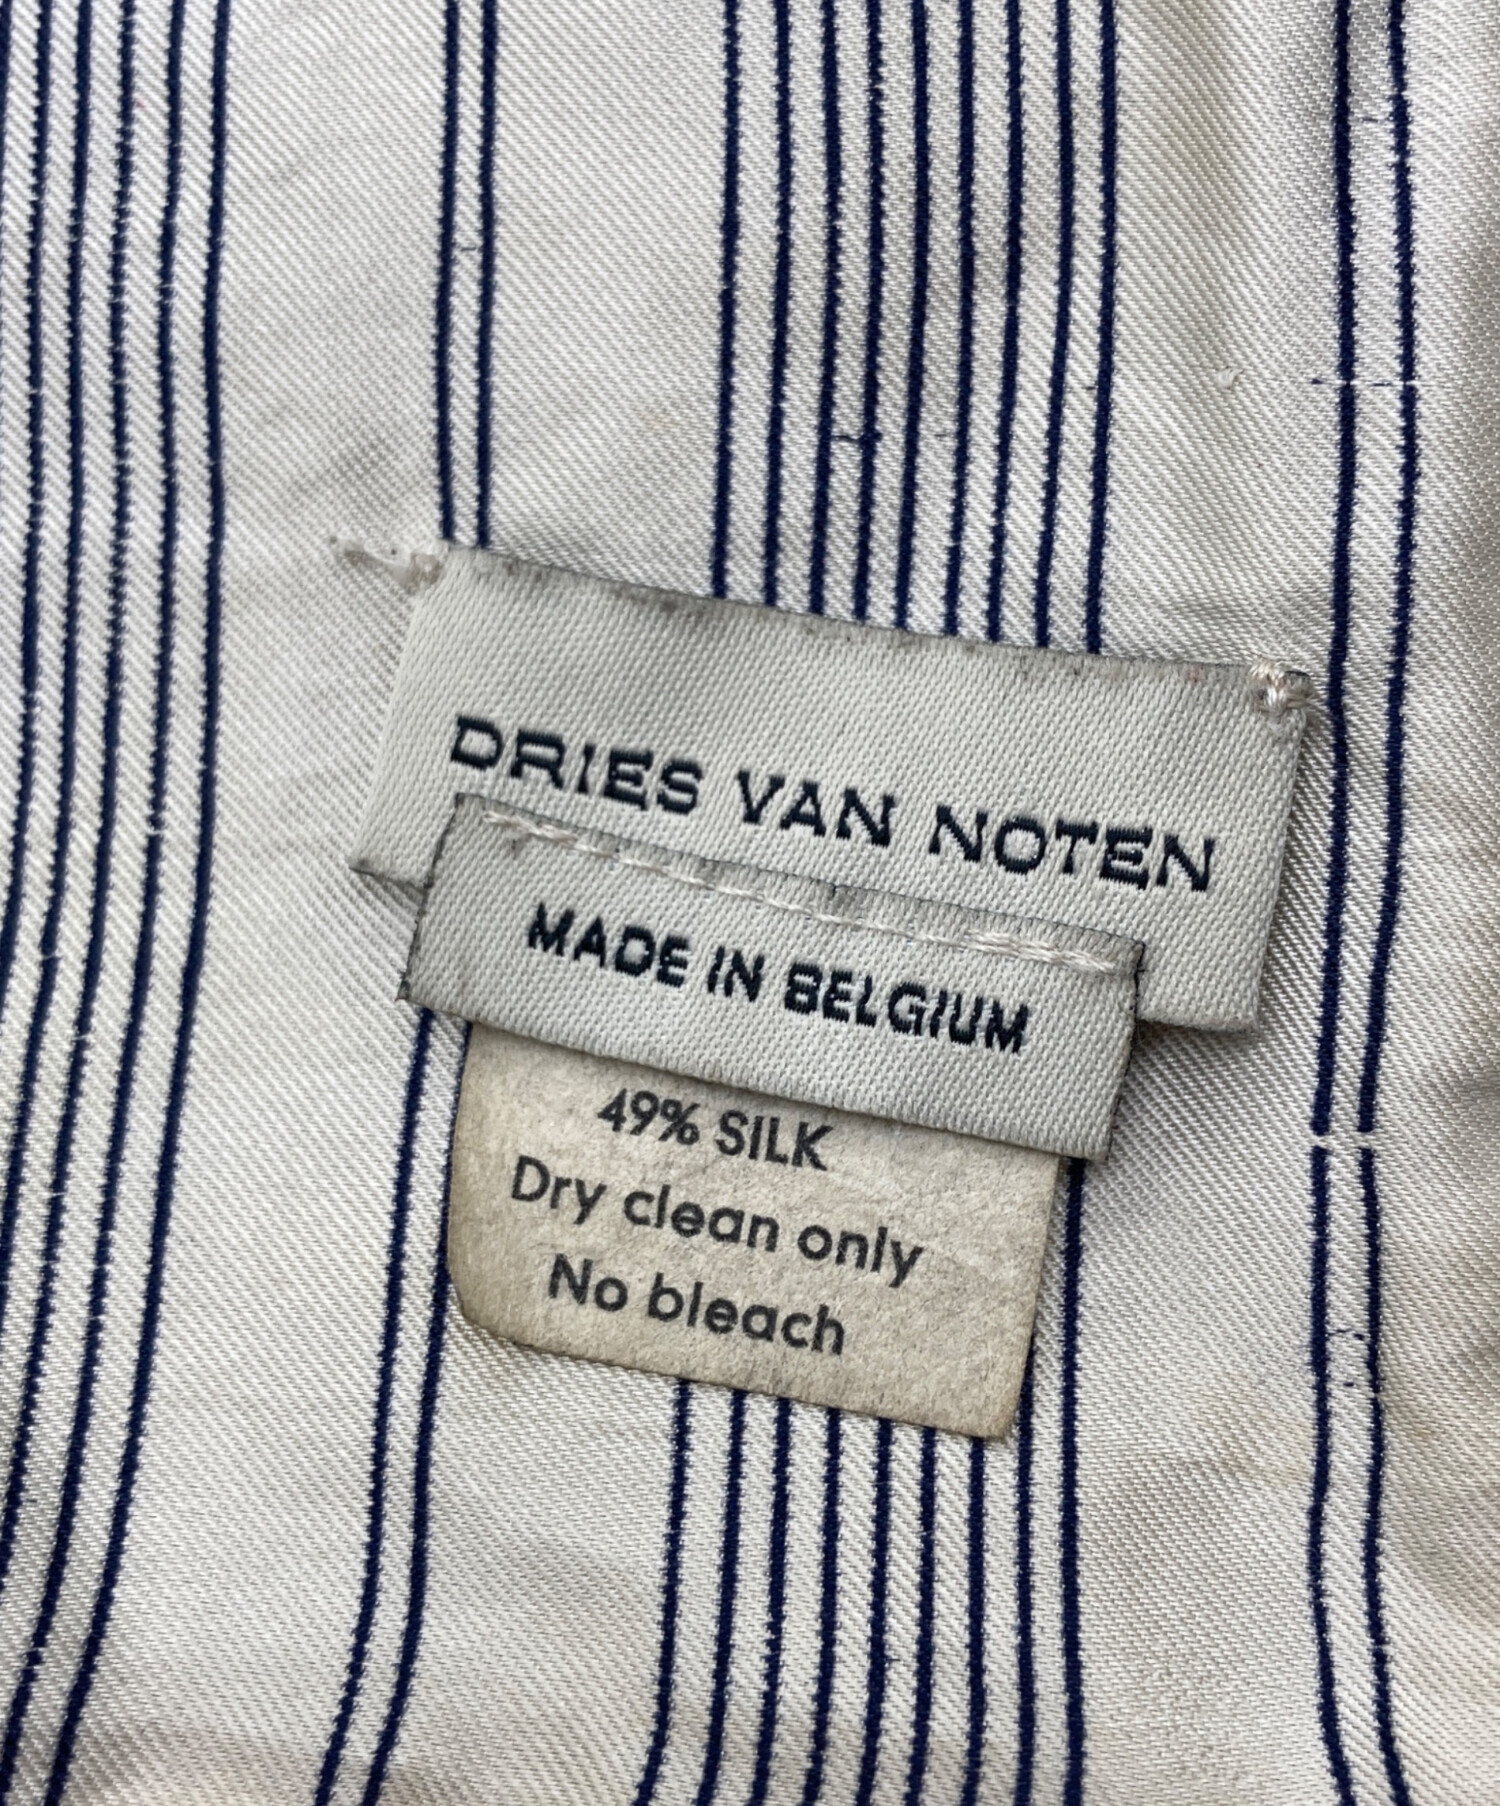 DRIES VAN NOTEN
MADE IN BELGIUM
49% SILK
Dry clean only
No bleach